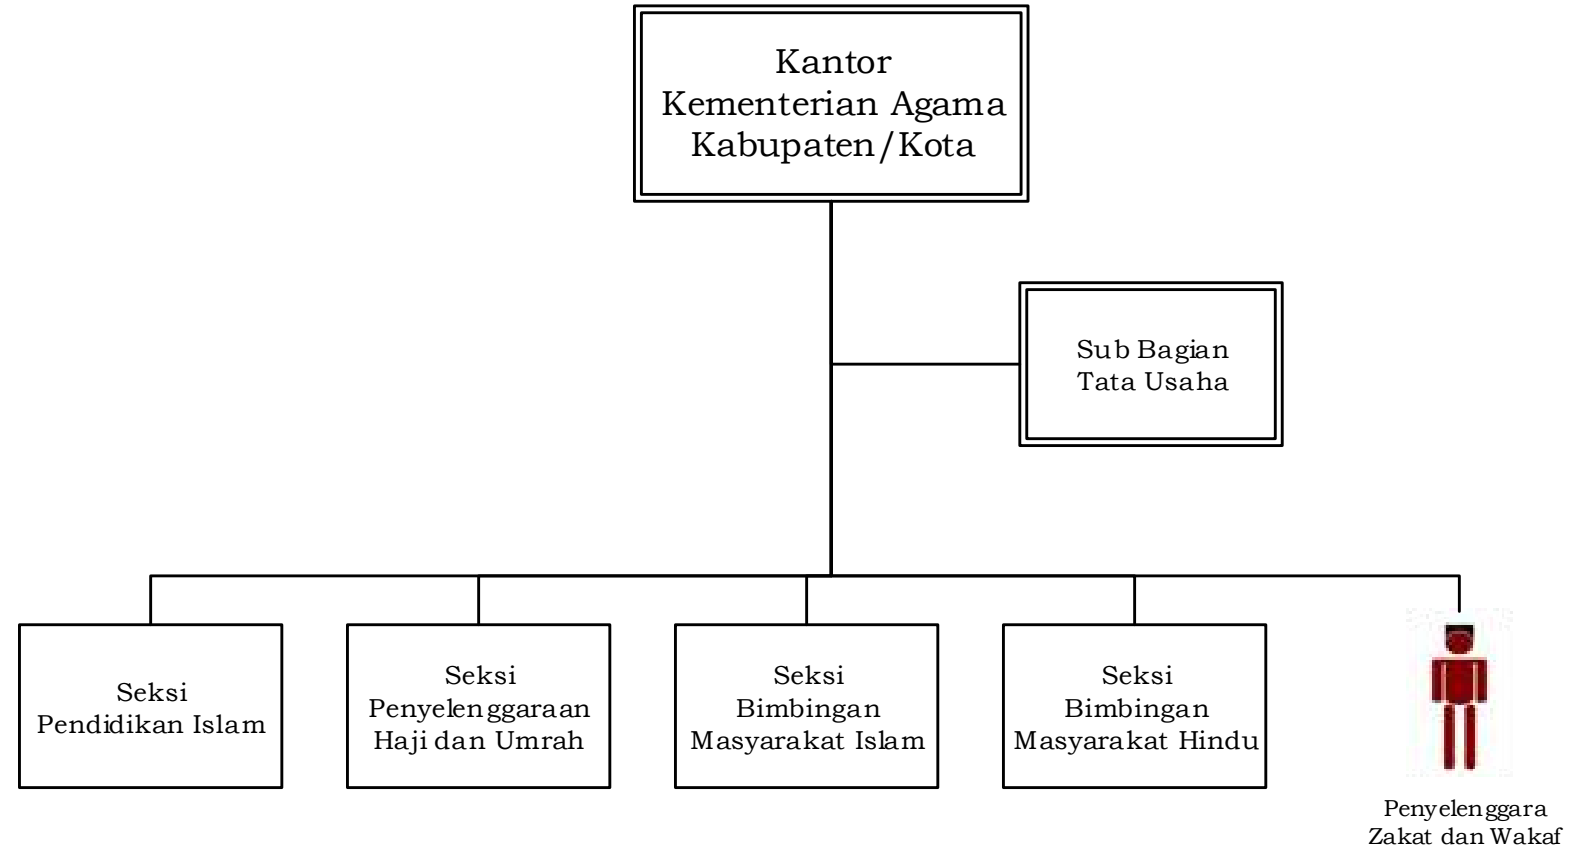 Kantor
Kementerian Agama
Kabupaten/Kota
Sub Bagian
Tata Usaha
Seksi
Pendidikan Islam
Seksi
Penyelenggaraan
Haji dan Umrah
Seksi
Bimbingan
Masyarakat Islam
Seksi
Bimbingan
Masyarakat Hindu
Penyelenggara
Zakat dan Wakaf